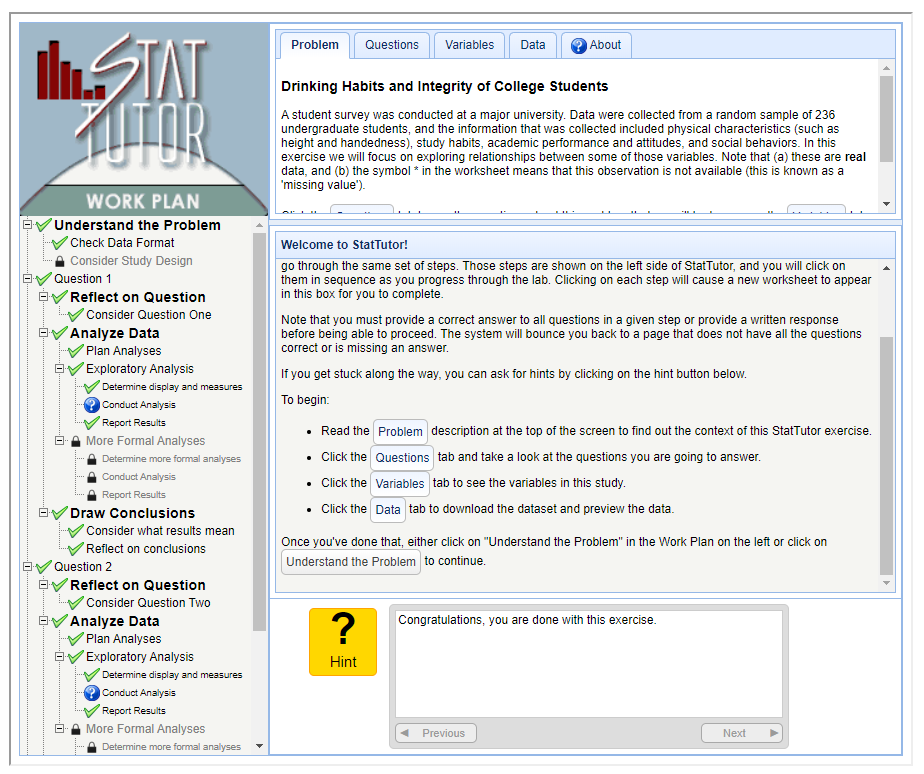 STAT
TUTOR
WORK PLAN
Understand the Problem
Check Data Format
Consider Study Design
Question 1
Reflect on Question
Consider Question One
Analyze Data
Plan Analyses
Exploratory Analysis
Determine display and measures
Conduct Analysis
Report Results
More Formal Analyses
Determine more formal analyses
Conduct Analysis
Report Results
Draw Conclusions
Consider what results mean
Reflect on conclusions
Question 2
Reflect on Question
Consider Question Two
Analyze Data
Plan Analyses
Exploratory Analysis
Determine display and measures
Conduct Analysis
Report Results
More Formal Analyses
Determine more formal analyses
Problem Questions Variables Data ? About
Drinking Habits and Integrity of College Students
A student survey was conducted at a major university. Data were collected from a random sample of 236
undergraduate students, and the information that was collected included physical characteristics (such as
height and handedness), study habits, academic performance and attitudes, and social behaviors. In this
exercise we will focus on exploring relationships between some of those variables. Note that (a) these are real
data, and (b) the symbol * in the worksheet means that this observation is not available (this is known as a
'missing value').
Welcome to StatTutor!
go through the same set of steps. Those steps are shown on the left side of StatTutor, and you will click on
them in sequence as you progress through the lab. Clicking on each step will cause a new worksheet to appear
in this box for you to complete.
Note that you must provide a correct answer to all questions in a given step or provide a written response
before being able to proceed. The system will bounce you back to a page that does not have all the questions
correct or is missing an answer.
If you get stuck along the way, you can ask for hints by clicking on the hint button below.
To begin:
• Read the Problem description at the top of the screen to find out the context of this StatTutor exercise.
• Click the Questions tab and take a look at the questions you are going to answer.
• Click the Variables tab to see the variables in this study.
• Click the Data tab to download the dataset and preview the data.
Once you've done that, either click on "Understand the Problem" in the Work Plan on the left or click on
Understand the Problem to continue.
?
Hint
Congratulations, you are done with this exercise.
Previous Next